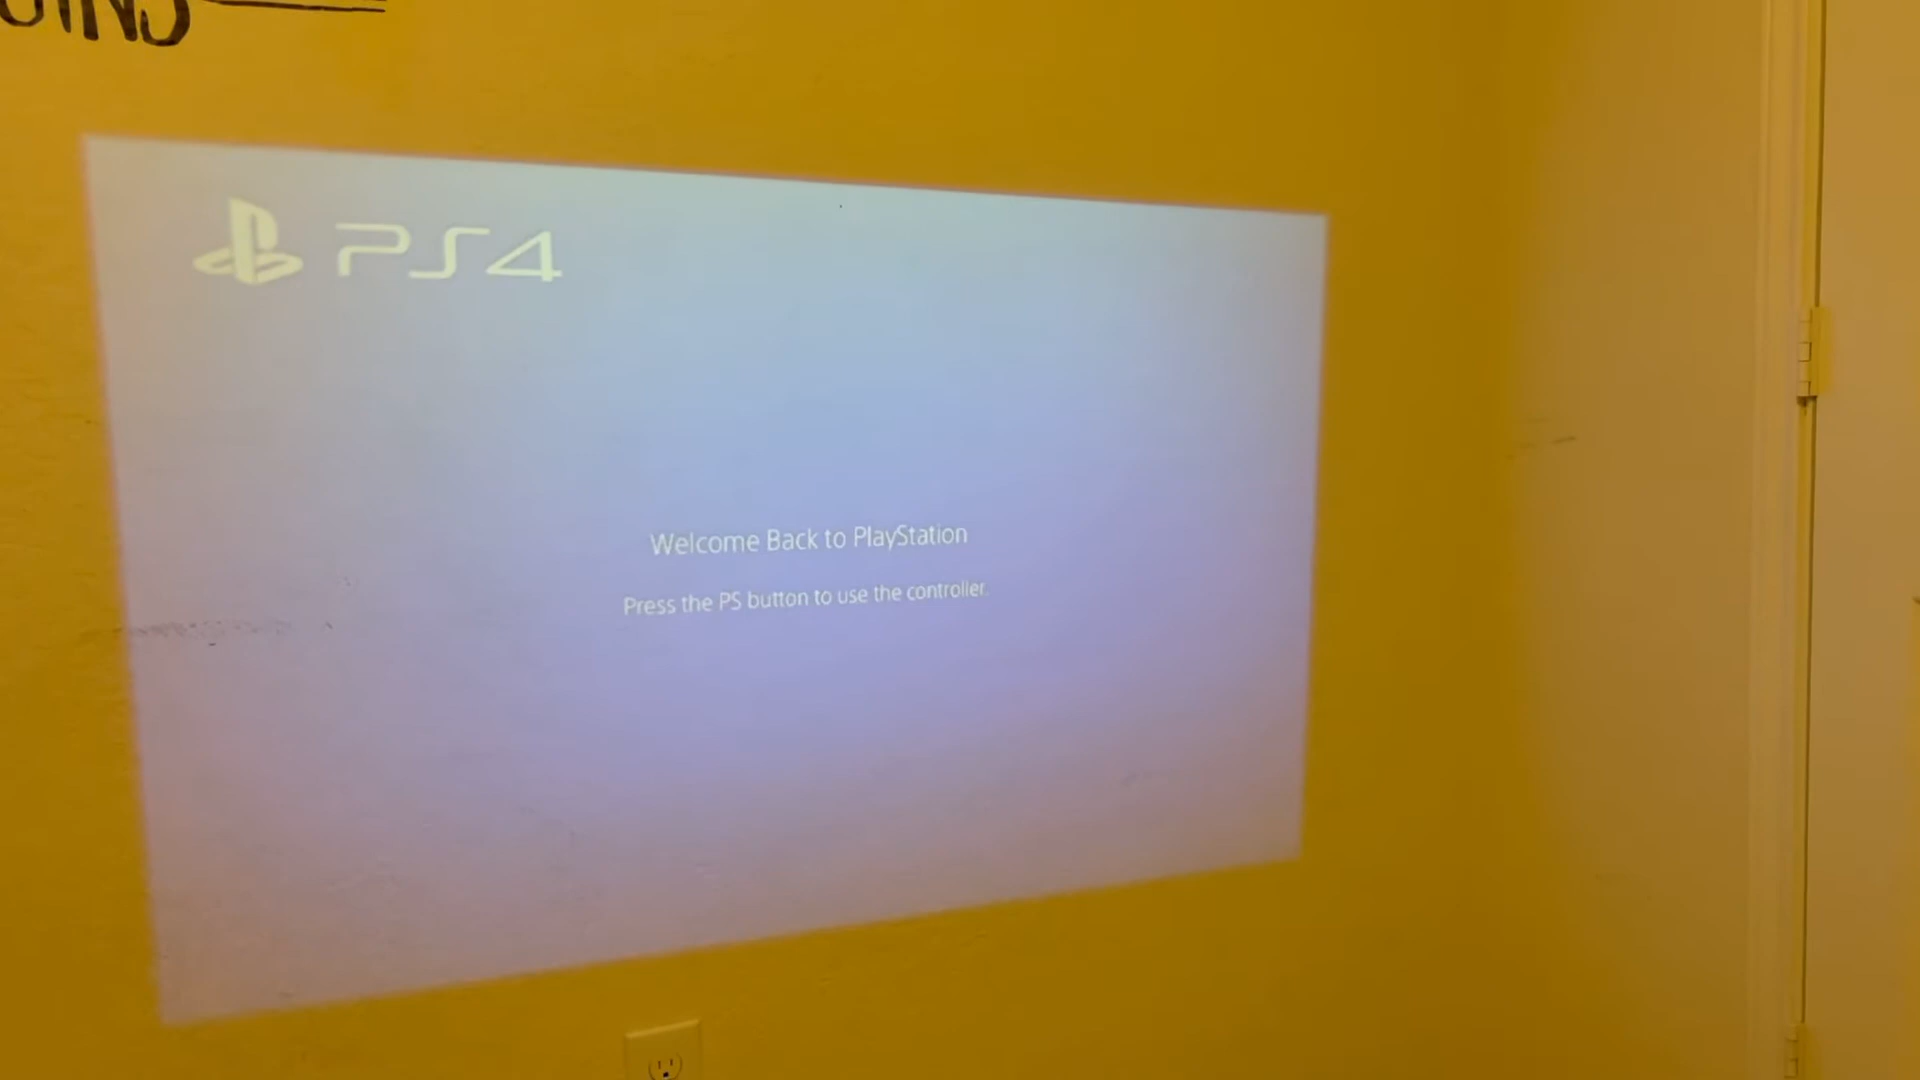 PS4
Welcome Back to PlayStation
Press the PS button to use the controller.